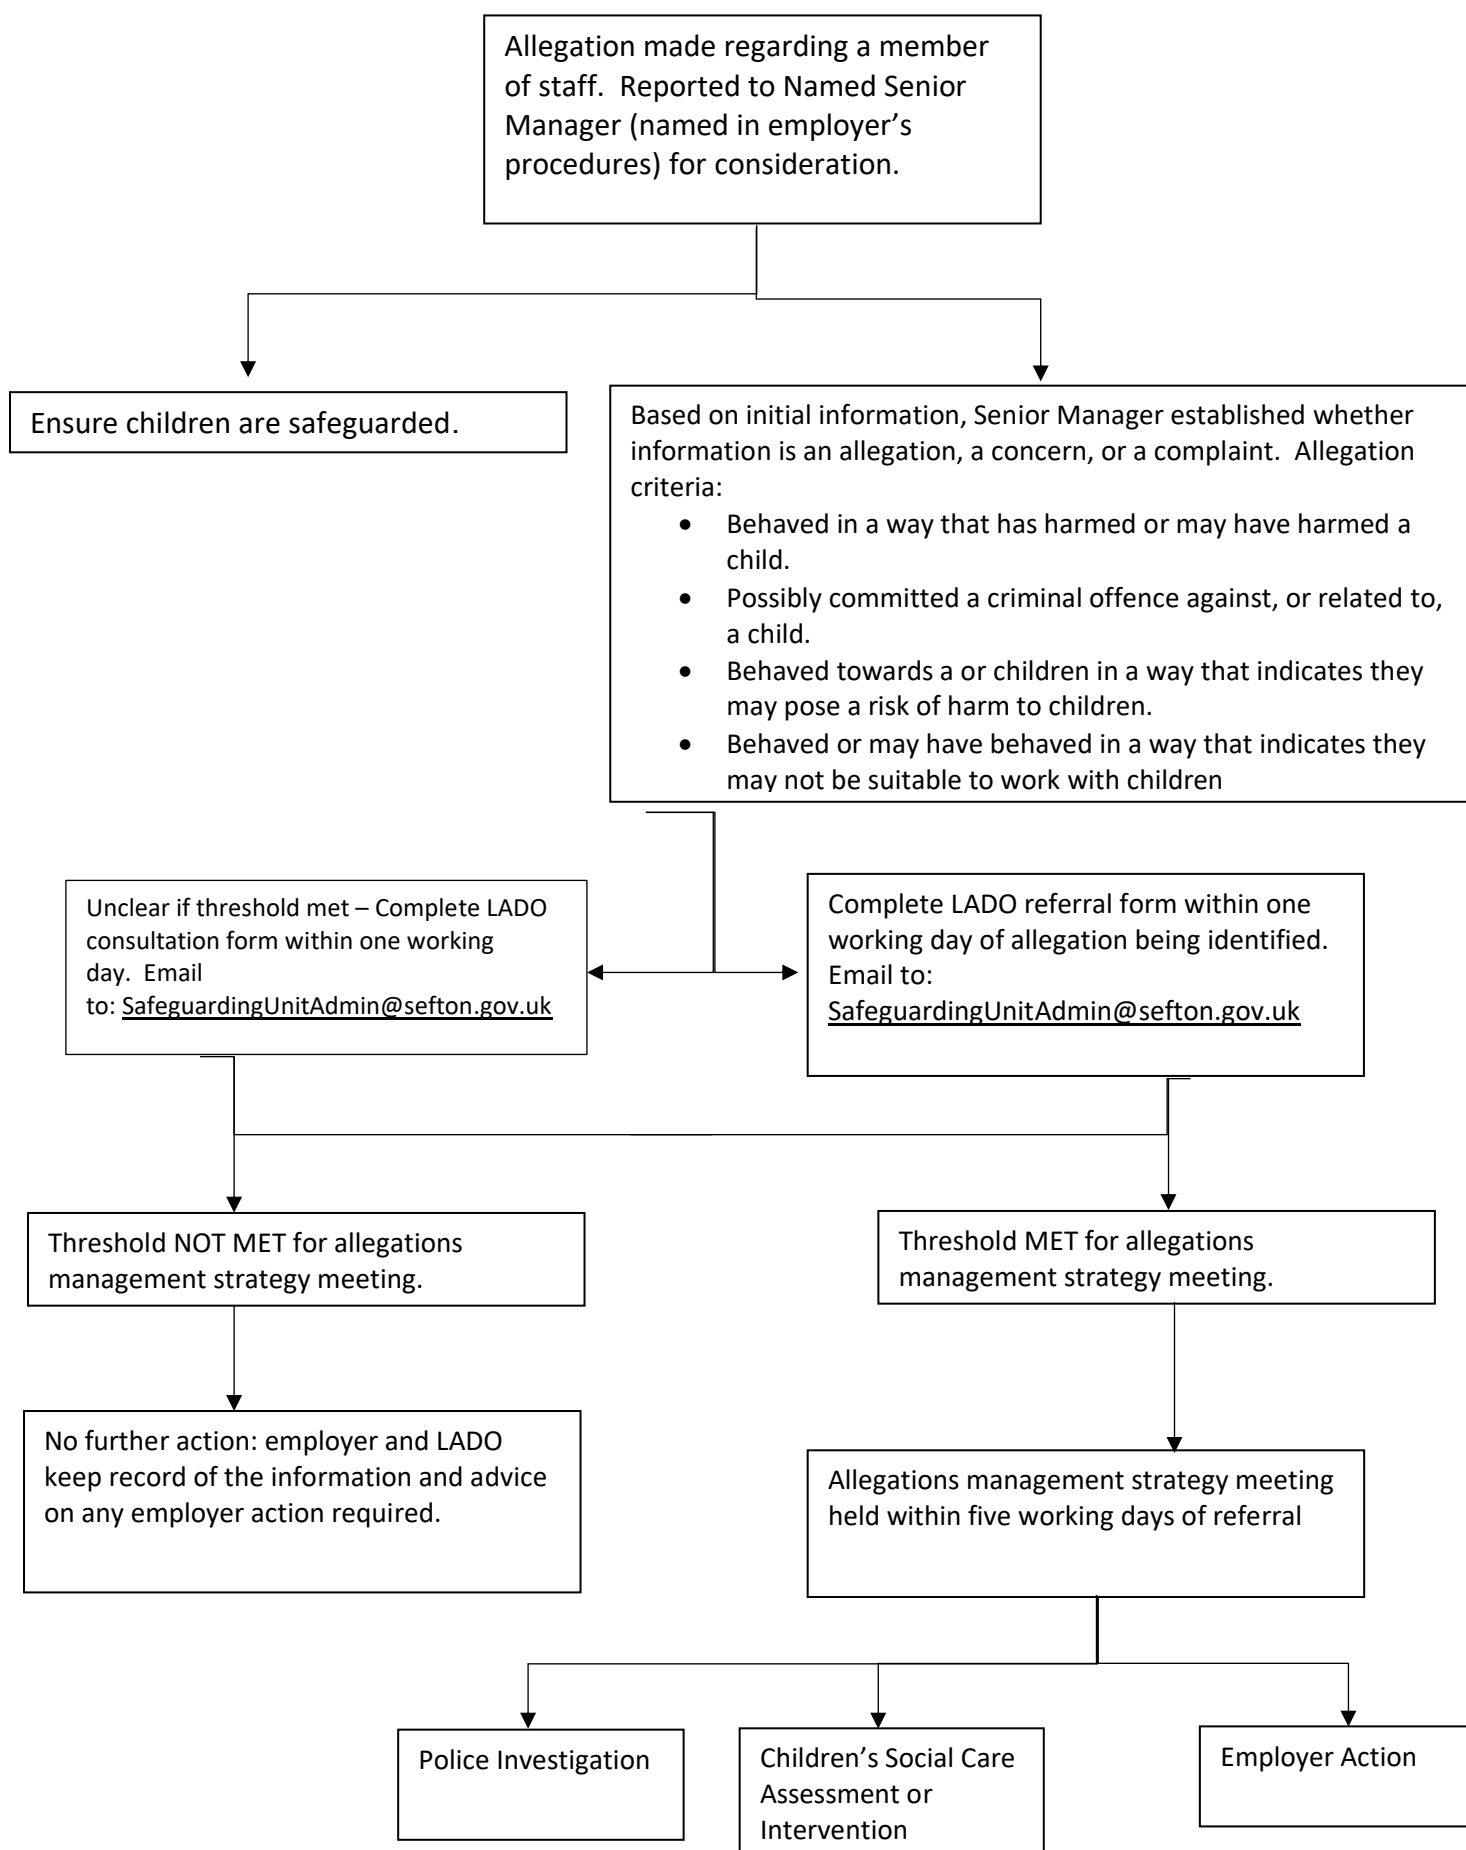 Allegation made regarding a member
of staff.  Reported to Named Senior
Manager (named in employer’s
procedures) for consideration.
Ensure children are safeguarded.
Based on initial information, Senior Manager established whether
information is an allegation, a concern, or a complaint.  Allegation
criteria:
• Behaved in a way that has harmed or may have harmed a
child.
• Possibly committed a criminal offence against, or related to,
a child.
• Behaved towards a or children in a way that indicates they
may pose a risk of harm to children.
• Behaved or may have behaved in a way that indicates they
may not be suitable to work with children
Unclear if threshold met – Complete LADO
consultation form within one working
day.  Email
to: SafeguardingUnitAdmin@sefton.gov.uk
Complete LADO referral form within one
working day of allegation being identified.
Email to:
SafeguardingUnitAdmin@sefton.gov.uk
Threshold NOT MET for allegations
management strategy meeting.
Threshold MET for allegations
management strategy meeting.
No further action: employer and LADO
keep record of the information and advice
on any employer action required.
Allegations management strategy meeting
held within five working days of referral
Police Investigation
Children’s Social Care
Assessment or
Intervention
Employer Action